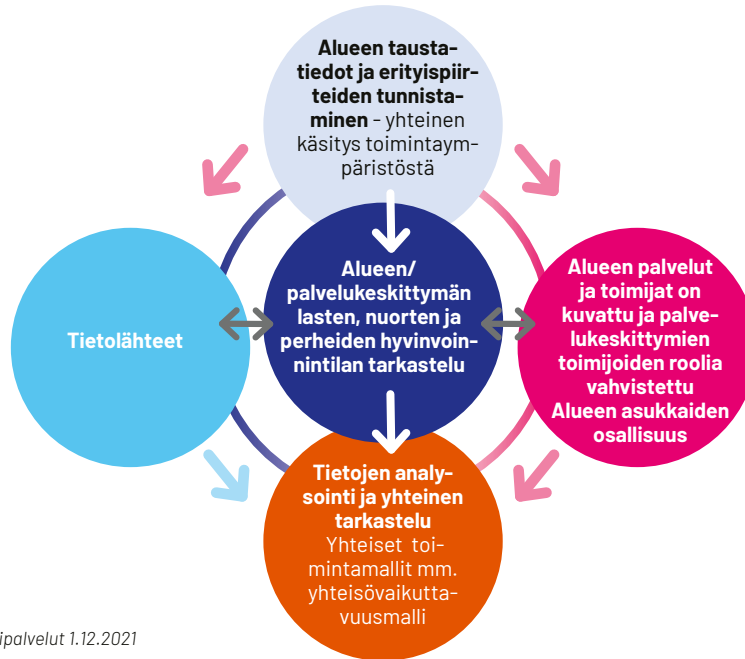 Alueen tausta-
tiedot ja erityispiir-
teiden tunnista-
minen - yhteinen
käsitys toimintaym-
päristöstä
Alueen/
palvelukeskittymän
lasten, nuorten ja
perheiden hyvinvoin-
nintilan tarkastelu
Tietolähteet
Alueen palvelut
ja toimijat on
kuvattu ja palve-
lukeskittymien
toimijoiden roolia
vahvistettu
Alueen asukkaiden
osallisuus
Tietojen analy-
sointi ja yhteinen
tarkastelu
Yhteiset toi-
mintamallit mm.
yhteisövaikutta-
vuusmalli
ipalvelut 1.12.2021